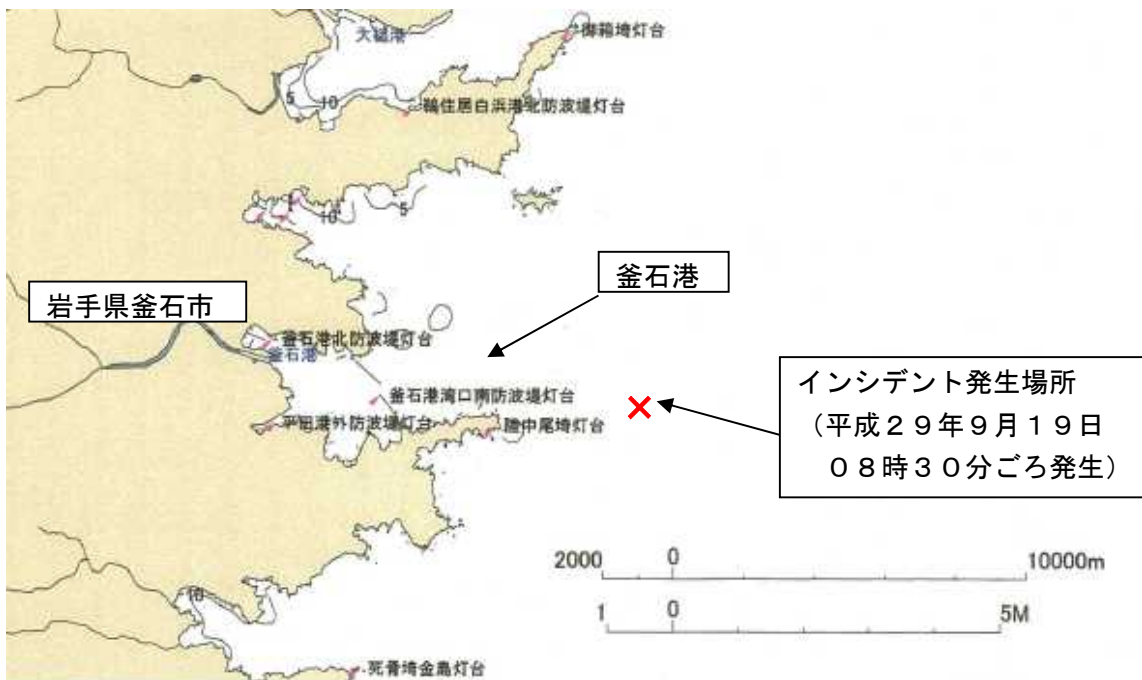 御箱埼灯台
大槌港
5
10
鵜住居白浜港北防波堤灯台
10
5
釜石港
岩手県釜石市
釜石港北防波堤灯台
釜石港
インシデント発生場所
（平成２９年９月１９日
０８時３０分ごろ発生）
釜石港湾口南防波堤灯台
平田港外防波堤灯台
陸中尾埼灯台
2000
0
10000m
1
0
5M
10
死骨埼金島灯台